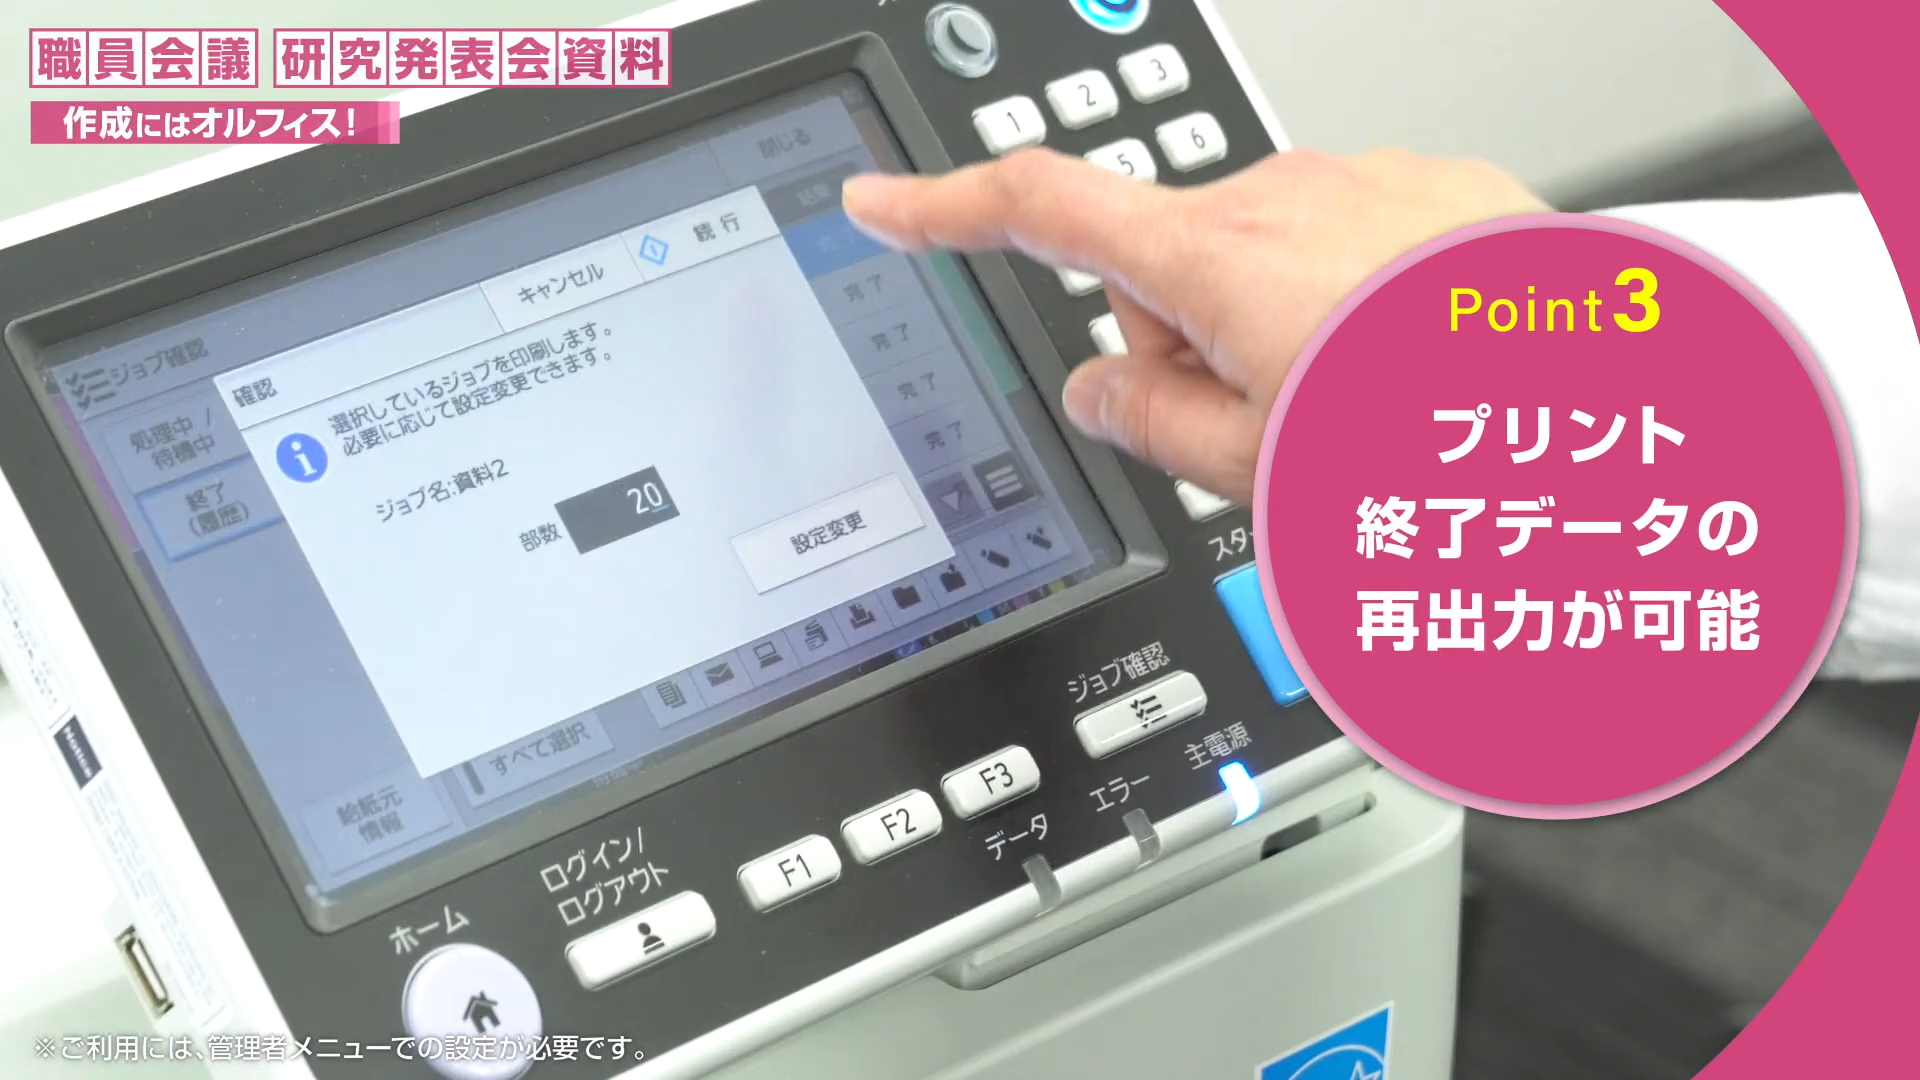 職員会議 研究発表会資料
作成にはオルフィス！
Point3
プリント
終了データの
再出力が可能
閉じる
ジョブ確認
処理中 /
待機中
終了
(履歴)
確認
キャンセル
続行
選択しているジョブを印刷します。
必要に応じて設定変更できます。
ジョブ名:資料2
部数
20
設定変更
完了
完了
完了
完了
完了
すべて選択
給紙元
情報
1
2
3
5
6
スター
ジョブ確認
主電源
エラー
データ
F1
F2
F3
ログイン/
ログアウト
ホーム
※ご利用には、管理者メニューでの設定が必要です。